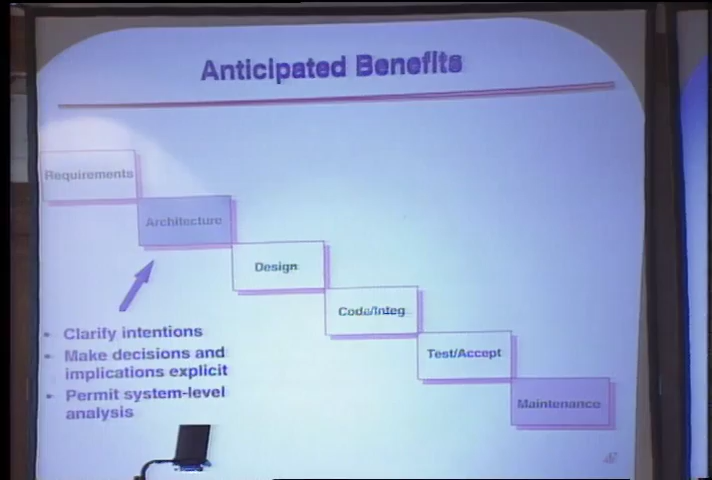 Anticipated Benefits
Requirements
Architecture
Design
Code/Integ
Test/Accept
Maintenance
• Clarify intentions
• Make decisions and
implications explicit
• Permit system-level
analysis